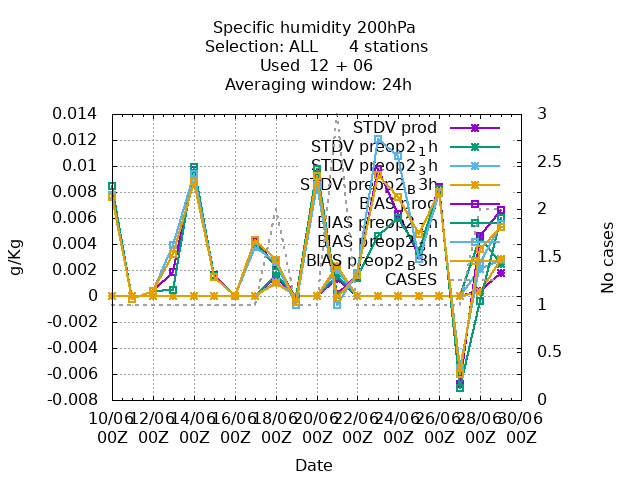 Specific humidity 200hPa
Selection: ALL 4 stations
Used 12 + 06
Averaging window: 24h
0.014
0.012
0.01
0.008
0.006
0.004
0.002
0
-0.002
-0.004
-0.006
-0.008
g/Kg
3
2.5
2
1.5
1
0.5
0
No cases
STDV prod
STDV preop2_1h
STDV preop2_3h
STDV preop2_B3h
BIAS prod
BIAS preop2_1h
BIAS preop2_3h
BIAS preop2_B3h
CASES
10/06 12/06 14/06 16/06 18/06 20/06 22/06 24/06 26/06 28/06 30/06
00Z 00Z 00Z 00Z 00Z 00Z 00Z 00Z 00Z 00Z 00Z
Date